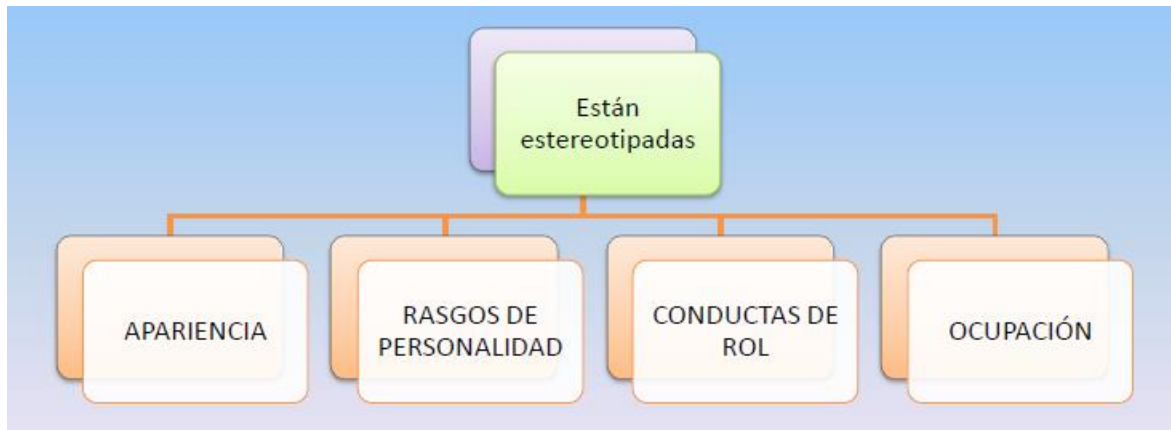 Están
estereotipadas
APARIENCIA
RASGOS DE
PERSONALIDAD
CONDUCTAS DE
ROL
OCUPACIÓN